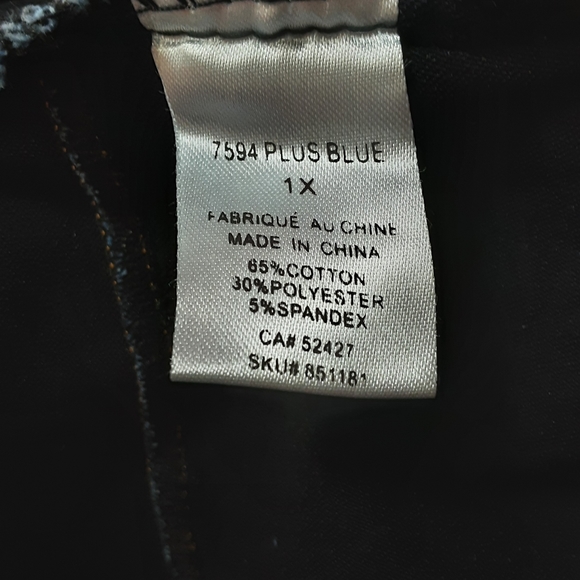 7594 PLUS BLUE
1X
FABRIQUÉ AU CHINE
MADE IN CHINA
65%COTTON
30%POLYESTER
5%SPANDEX
CA# 52427
SKU# 851181